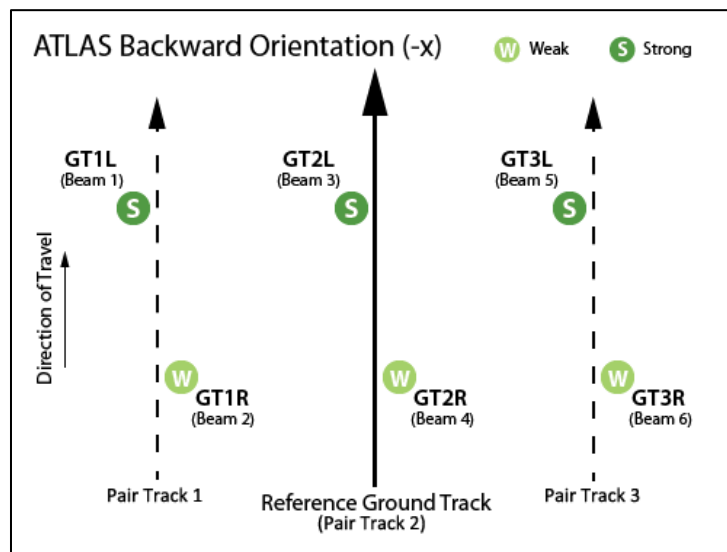 ATLAS Backward Orientation (-x)
W Weak
S Strong
GT1L
(Beam 1)
S
GT2L
(Beam 3)
S
GT3L
(Beam 5)
S
Direction of Travel
W
GT1R
(Beam 2)
W
GT2R
(Beam 4)
W
GT3R
(Beam 6)
Pair Track 1
Reference Ground Track
(Pair Track 2)
Pair Track 3